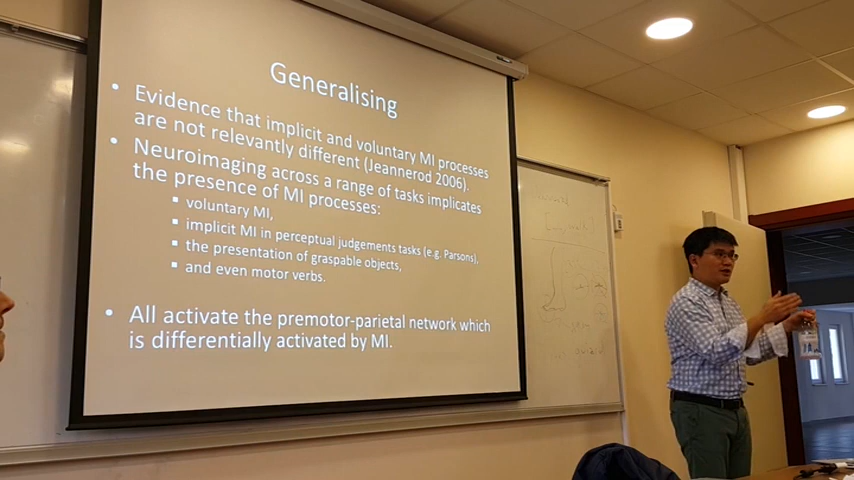 Generalising
• Evidence that implicit and voluntary MI processes
are not relevantly different (Jeannerod 2006).
• Neuroimaging across a range of tasks implicates
the presence of MI processes:
▪ voluntary MI,
▪ implicit MI in perceptual judgements tasks (e.g. Parsons),
▪ the presentation of graspable objects,
▪ and even motor verbs.
• All activate the premotor-parietal network which
is differentially activated by MI.